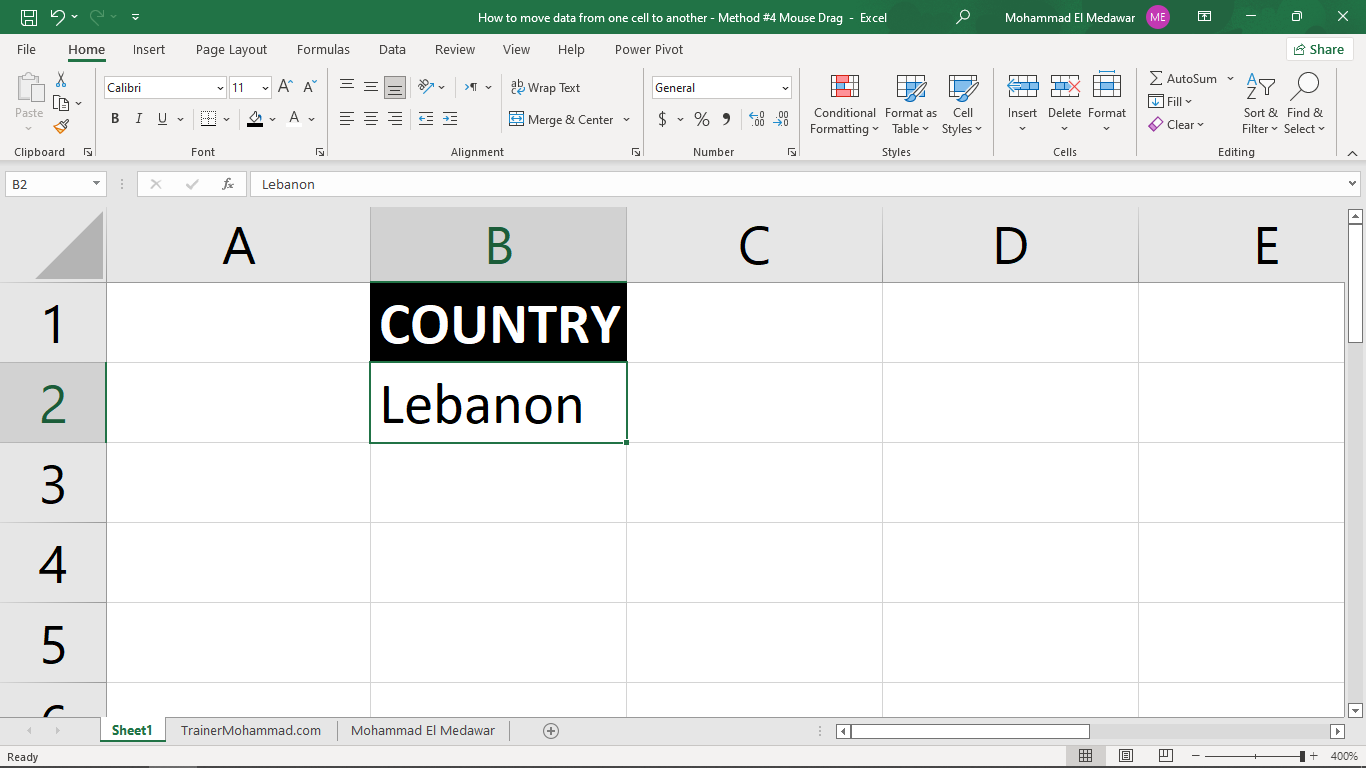 How to move data from one cell to another - Method #4 Mouse Drag - Excel
Mohammad El Medawar
ME
File Home Insert Page Layout Formulas Data Review View Help Power Pivot
Share
Paste
Clipboard
Calibri
11
B I U
A
Font
ab Wrap Text
Merge & Center
Alignment
General
$ % 9
Number
Conditional Formatting
Format as Table
Cell Styles
Styles
Insert
Delete
Format
Cells
AutoSum
Fill
Clear
Sort & Filter
Find & Select
Editing
B2
fx
Lebanon
A B C D E
1
COUNTRY
2
Lebanon
3
4
5
6
Sheet1 TrainerMohammad.com Mohammad El Medawar
Ready
400%